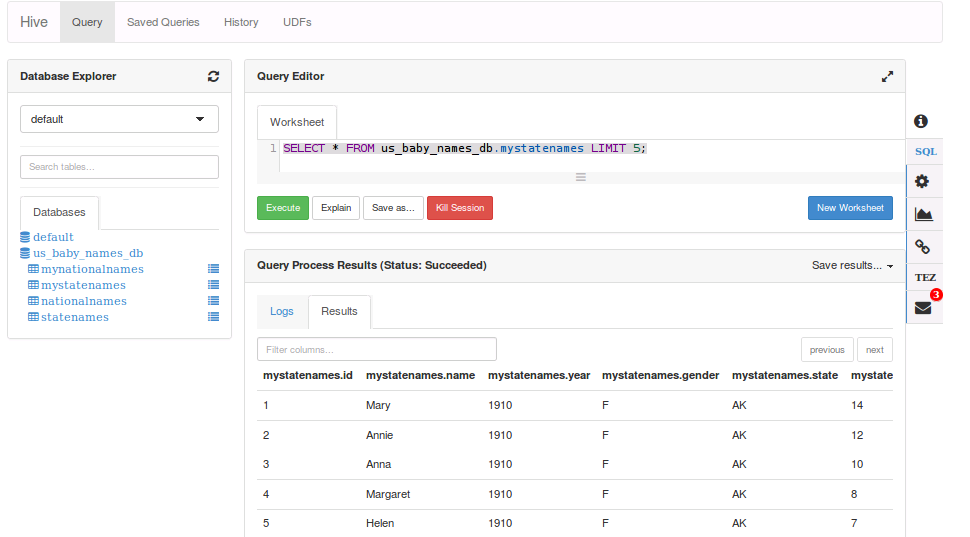 Hive Query Saved Queries History UDFs
Database Explorer
default
Search tables...
Databases
default
us_baby_names_db
mynationalnames
mystatenames
nationalnames
statenames
Query Editor
Worksheet
1 SELECT * FROM us_baby_names_db.mystatenames LIMIT 5;
Execute Explain Save as... Kill Session New Worksheet
Query Process Results (Status: Succeeded) Save results...
Logs Results
Filter columns... previous next
mystatenames.id mystatenames.name mystatenames.year mystatenames.gender mystatenames.state mystate
1 Mary 1910 F AK 14
2 Annie 1910 F AK 12
3 Anna 1910 F AK 10
4 Margaret 1910 F AK 8
5 Helen 1910 F AK 7
SQL
TEZ
3